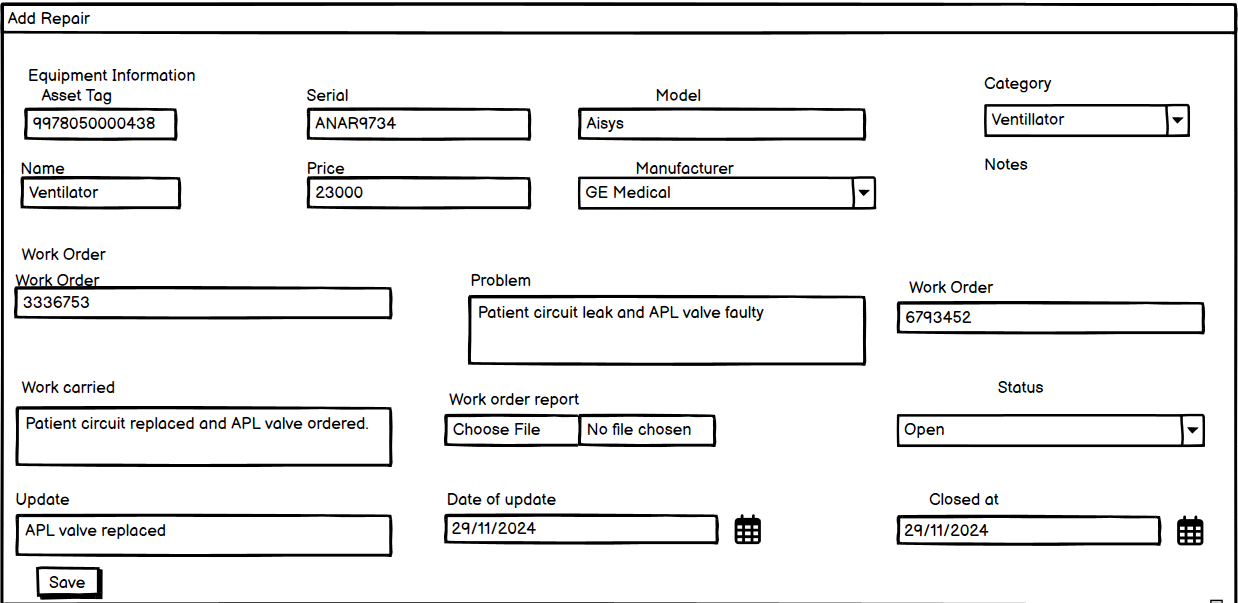 Add Repair
Equipment Information
Asset Tag
Serial
Model
Category
9978050000438
ANAR9734
Aisys
Ventillator
Name
Price
Manufacturer
Notes
Ventilator
23000
GE Medical
Work Order
Work Order
Problem
Work Order
3336753
Patient circuit leak and APL valve faulty
6793452
Work carried
Work order report
Status
Patient circuit replaced and APL valve ordered.
Choose File
No file chosen
Open
Update
Date of update
Closed at
APL valve replaced
29/11/2024
29/11/2024
Save